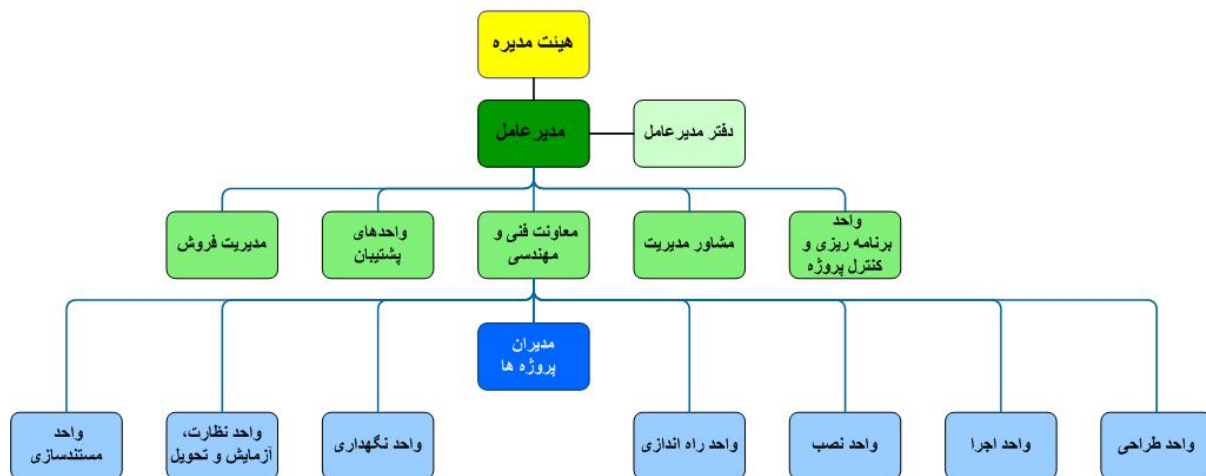 هیئت مدیره
مدیرعامل
دفتر مدیرعامل
واحد
برنامه ریزی و
کنترل پروژه
مشاور مدیریت
معاونت فنی و
مهندسی
واحدهای
پشتیبان
مدیریت فروش
مدیران
پروژه ها
واحد طراحی
واحد اجرا
واحد نصب
واحد راه اندازی
واحد نگهداری
واحد نظارت،
آزمایش و تحویل
واحد
مستندسازی